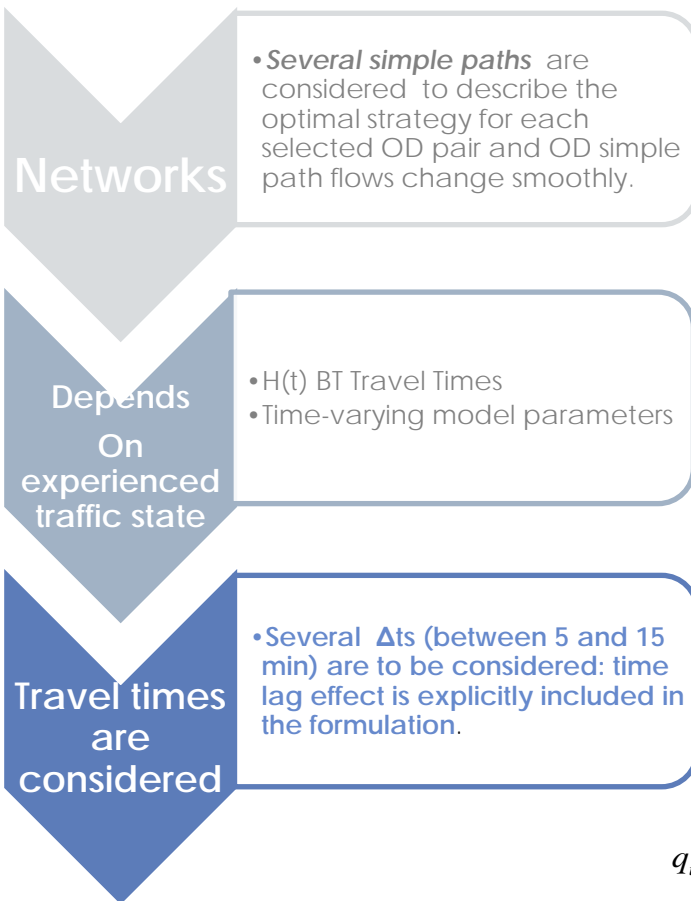 Networks
•Several simple paths are
considered to describe the
optimal strategy for each
selected OD pair and OD simple
path flows change smoothly.
Depends
On
experienced
traffic state
•H(t) BT Travel Times
•Time-varying model parameters
Travel times
are
considered
•Several Δts (between 5 and 15
min) are to be considered: time
lag effect is explicitly included in
the formulation.
q